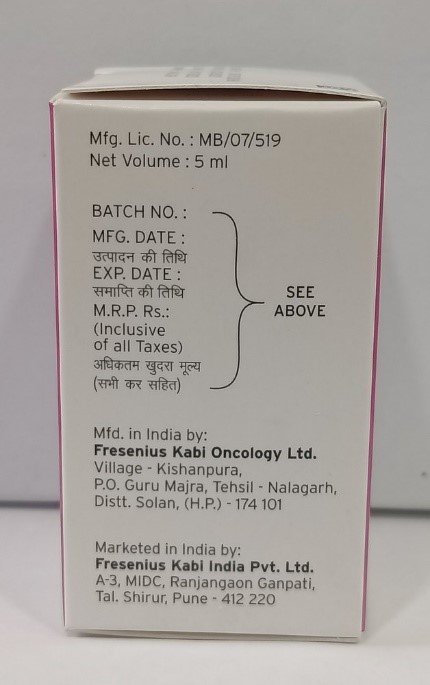 Mfg. Lic. No. : MB/07/519
Net Volume : 5 ml
BATCH NO. :
MFG. DATE :
उत्पादन की तिथि
EXP. DATE :
समाप्ति की तिथि
M.R.P. Rs.:
(Inclusive
of all Taxes)
अधिकतम खुदरा मूल्य
(सभी कर सहित)
SEE
ABOVE
Mfd. in India by:
Fresenius Kabi Oncology Ltd.
Village - Kishanpura,
P.O. Guru Majra, Tehsil - Nalagarh,
Distt. Solan, (H.P.) - 174 101
Marketed in India by:
Fresenius Kabi India Pvt. Ltd.
A-3, MIDC, Ranjangaon Ganpati,
Tal. Shirur, Pune - 412 220